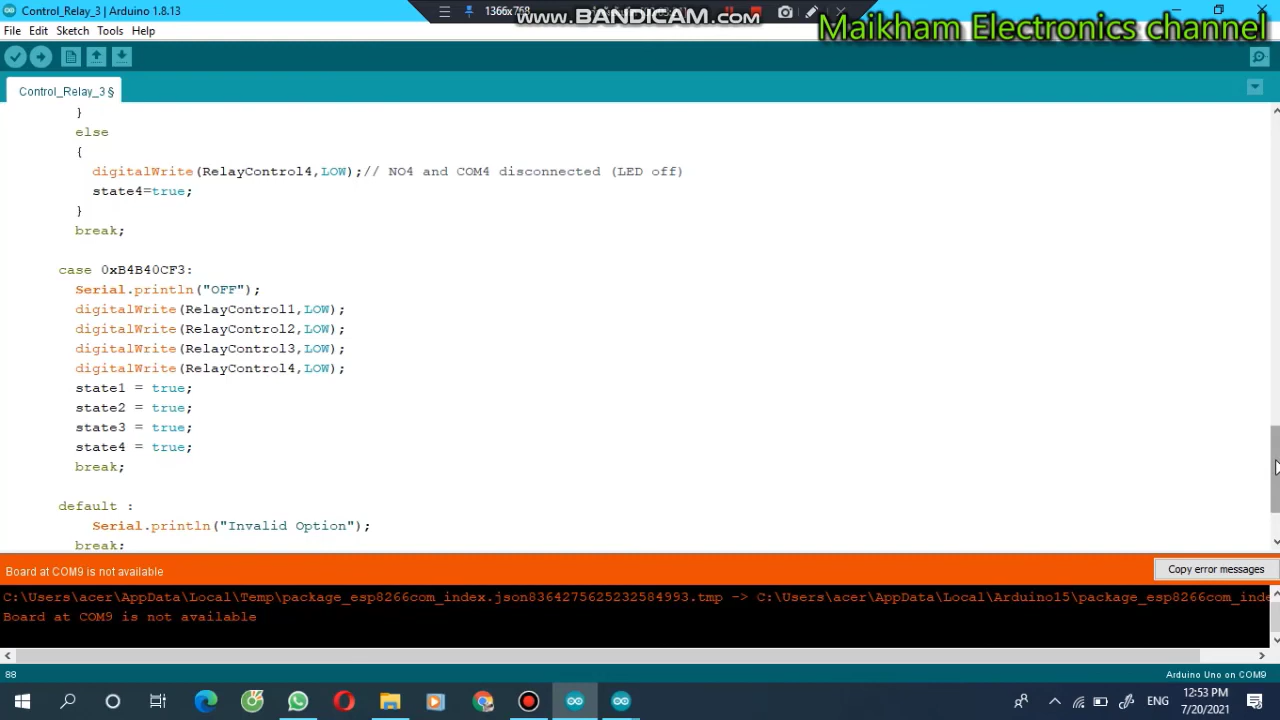 Control_Relay_3 | Arduino 1.8.13
1366x768
www.BANDICAM.com
Maikham Electronics channel
File Edit Sketch Tools Help
Control_Relay_3 §
}
else
{
digitalWrite(RelayControl4,LOW);// NO4 and COM4 disconnected (LED off)
state4=true;
}
break;
case 0xB4B40CF3:
Serial.println("OFF");
digitalWrite(RelayControl1,LOW);
digitalWrite(RelayControl2,LOW);
digitalWrite(RelayControl3,LOW);
digitalWrite(RelayControl4,LOW);
state1 = true;
state2 = true;
state3 = true;
state4 = true;
break;
default :
Serial.println("Invalid Option");
break;
Board at COM9 is not available
Copy error messages
C:\Users\acer\AppData\Local\Temp\package_esp8266com_index.json8364275625232584993.tmp -> C:\Users\acer\AppData\Local\Arduino15\package_esp8266com_inde
Board at COM9 is not available
88
Arduino Uno on COM9
ENG
12:53 PM
7/20/2021